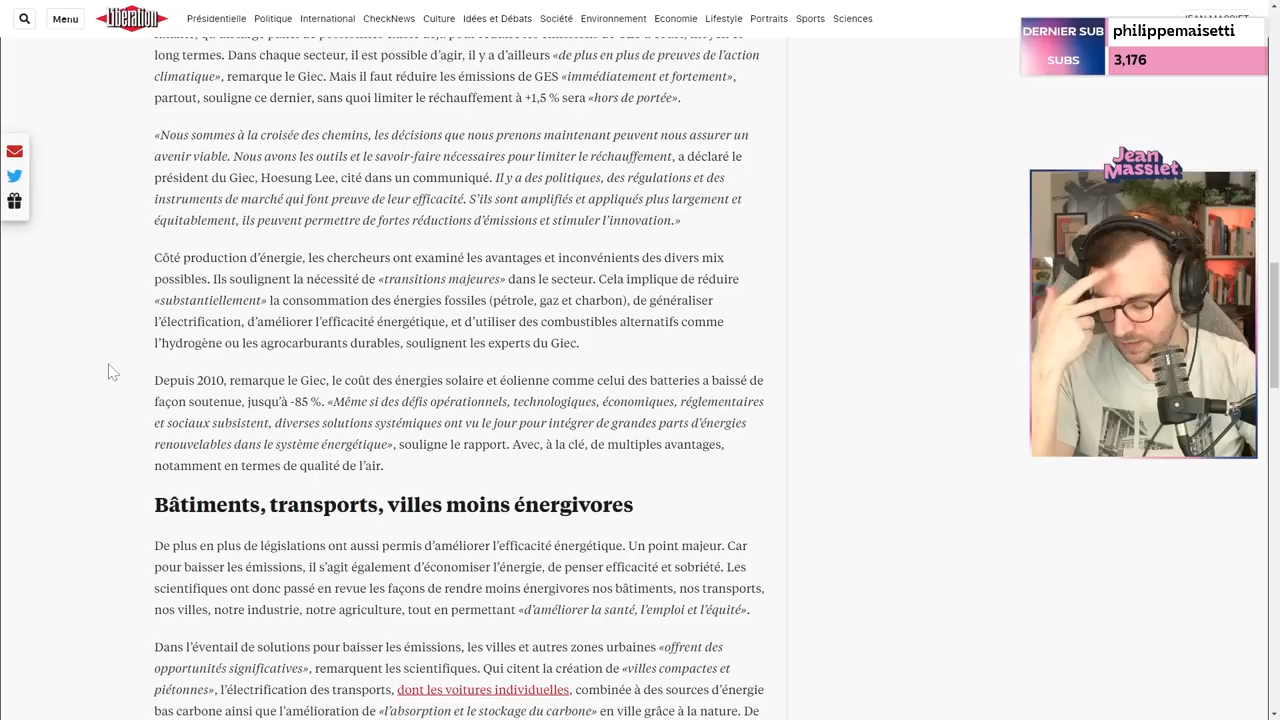 Menu
Libération
Présidentielle Politique International CheckNews Culture Idées et Débats Société Environnement Economie Lifestyle Portraits Sports Sciences
DERNIER SUB philippemaisetti
SUBS 3,176
long termes. Dans chaque secteur, il est possible d’agir, il y a d’ailleurs «de plus en plus de preuves de l’action
climatique», remarque le Giec. Mais il faut réduire les émissions de GES «immédiatement et fortement»,
partout, souligne ce dernier, sans quoi limiter le réchauffement à +1,5 % sera «hors de portée».
«Nous sommes à la croisée des chemins, les décisions que nous prenons maintenant peuvent nous assurer un
avenir viable. Nous avons les outils et le savoir-faire nécessaires pour limiter le réchauffement, a déclaré le
président du Giec, Hoesung Lee, cité dans un communiqué. Il y a des politiques, des régulations et des
instruments de marché qui font preuve de leur efficacité. S’ils sont amplifiés et appliqués plus largement et
équitablement, ils peuvent permettre de fortes réductions d’émissions et stimuler l’innovation.»
Jean
Massiet
Côté production d’énergie, les chercheurs ont examiné les avantages et inconvénients des divers mix
possibles. Ils soulignent la nécessité de «transitions majeures» dans le secteur. Cela implique de réduire
«substantiellement» la consommation des énergies fossiles (pétrole, gaz et charbon), de généraliser
l’électrification, d’améliorer l’efficacité énergétique, et d’utiliser des combustibles alternatifs comme
l’hydrogène ou les agrocarburants durables, soulignent les experts du Giec.
Depuis 2010, remarque le Giec, le coût des énergies solaire et éolienne comme celui des batteries a baissé de
façon soutenue, jusqu’à -85 %. «Même si des défis opérationnels, technologiques, économiques, réglementaires
et sociaux subsistent, diverses solutions systémiques ont vu le jour pour intégrer de grandes parts d’énergies
renouvelables dans le système énergétique», souligne le rapport. Avec, à la clé, de multiples avantages,
notamment en termes de qualité de l’air.
Bâtiments, transports, villes moins énergivores
De plus en plus de législations ont aussi permis d’améliorer l’efficacité énergétique. Un point majeur. Car
pour baisser les émissions, il s’agit également d’économiser l’énergie, de penser efficacité et sobriété. Les
scientifiques ont donc passé en revue les façons de rendre moins énergivores nos bâtiments, nos transports,
nos villes, notre industrie, notre agriculture, tout en permettant «d’améliorer la santé, l’emploi et l’équité».
Dans l’éventail de solutions pour baisser les émissions, les villes et autres zones urbaines «offrent des
opportunités significatives», remarquent les scientifiques. Qui citent la création de «villes compactes et
piétonnes», l’électrification des transports, dont les voitures individuelles, combinée à des sources d’énergie
bas carbone ainsi que l’amélioration de «l’absorption et le stockage du carbone» en ville grâce à la nature. De